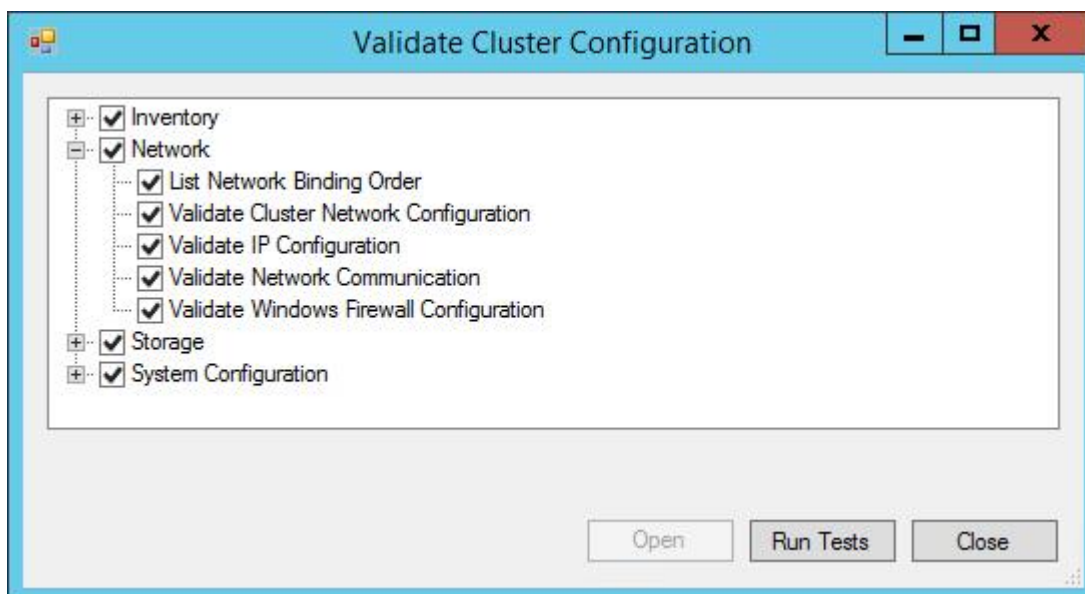 Validate Cluster Configuration
Inventory
Network
List Network Binding Order
Validate Cluster Network Configuration
Validate IP Configuration
Validate Network Communication
Validate Windows Firewall Configuration
Storage
System Configuration
Open Run Tests Close